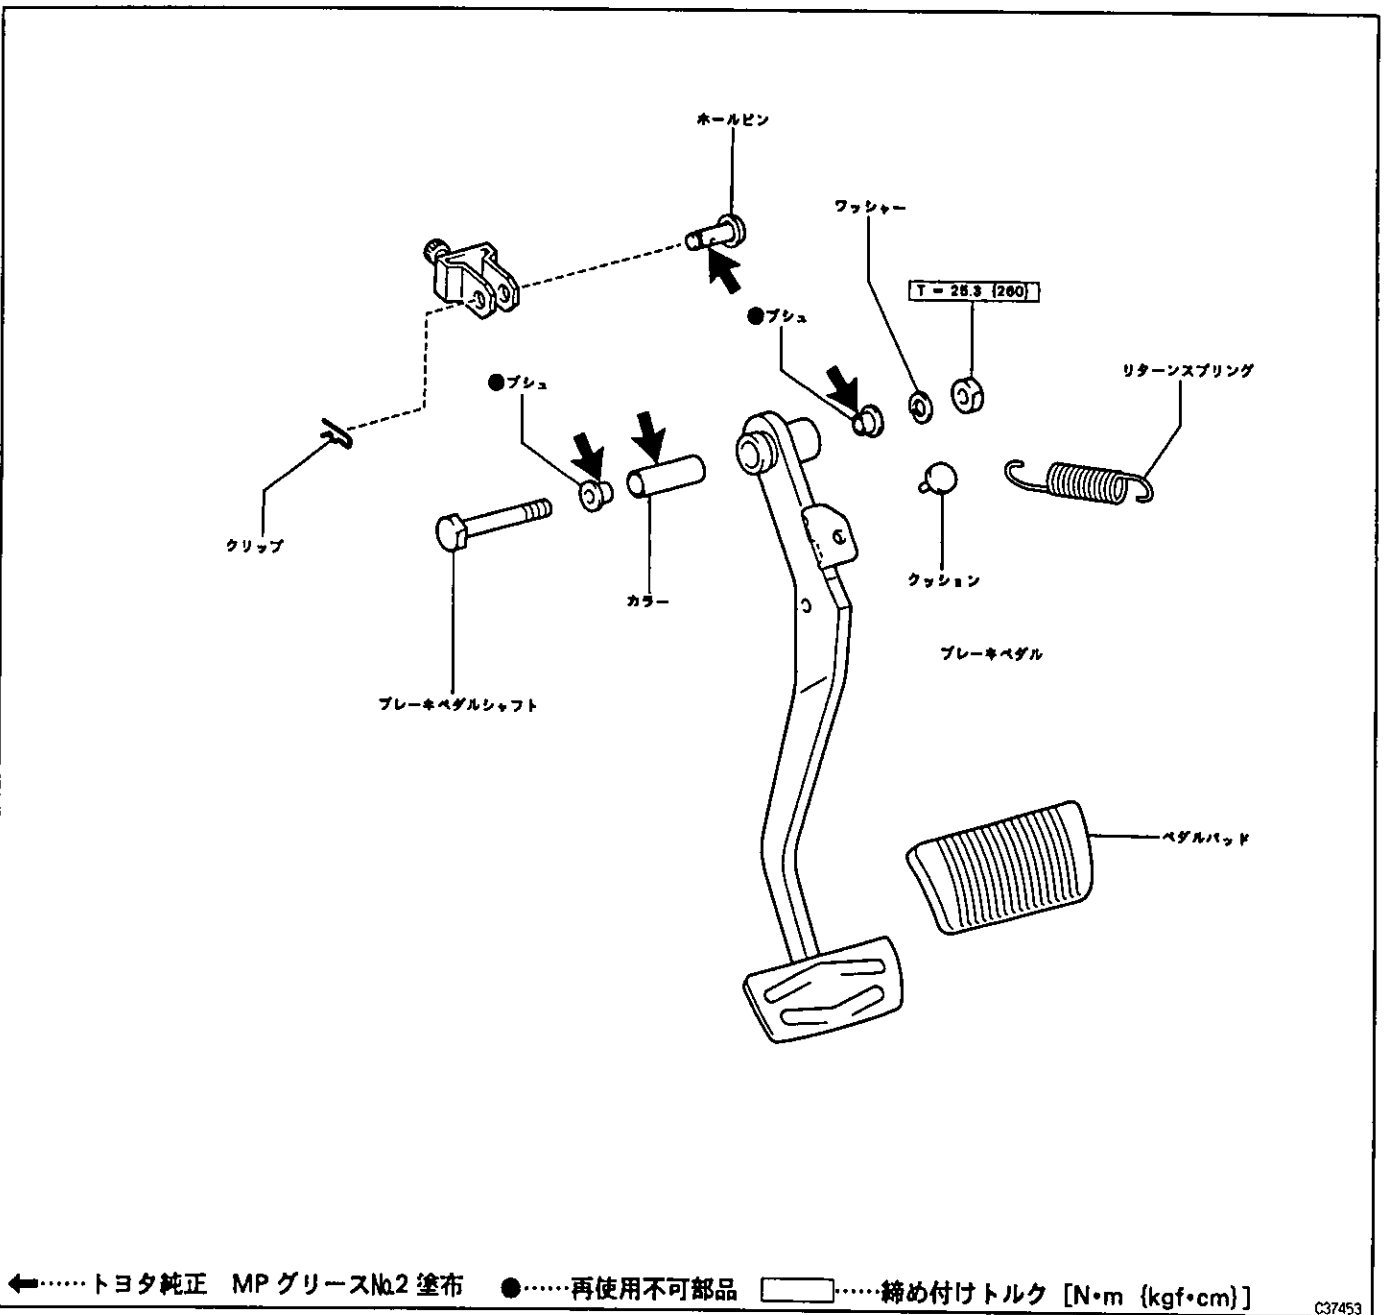 ホールピン
ワッシャー
T = 25.3 {260}
●ブシュ
リターンスプリング
●ブシュ
クリップ
クッション
カラー
ブレーキペダル
ブレーキペダルシャフト
ペダルパッド
←……トヨタ純正 MP グリース№2 塗布 ●……再使用不可部品 ……締め付けトルク [N・m {kgf・cm}]
C37453